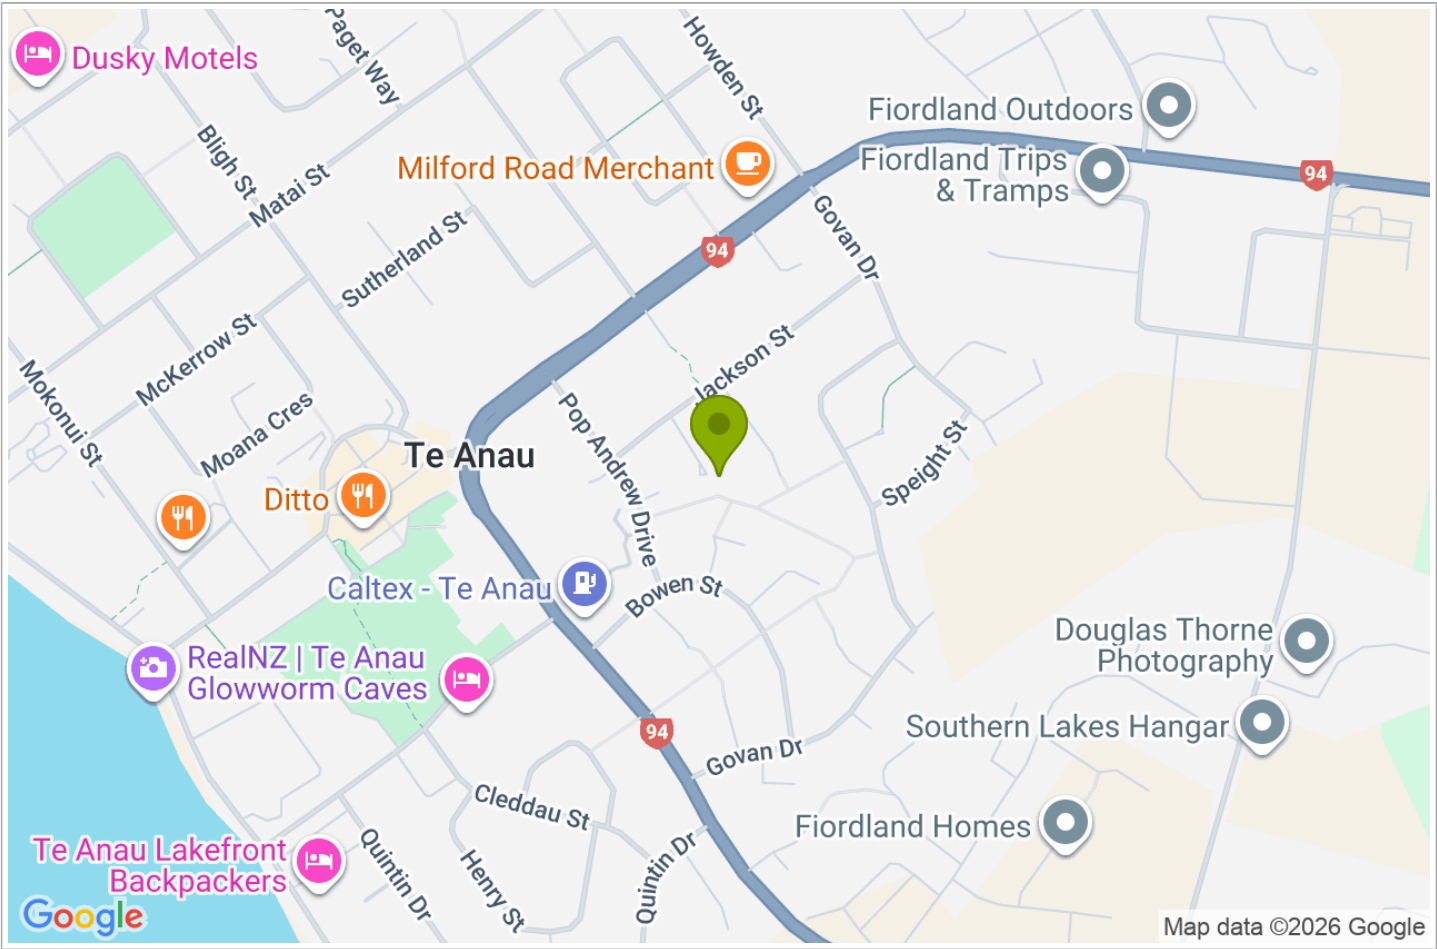 Paget Way
Howden St
Dusky Motels
Fiordland Outdoors
Bligh St
Milford Road Merchant
Fiordland Trips
& Tramps
94
Matai St
Govan Dr
94
Sutherland St
McKerrow St
Jackson St
Mokonui St
Moana Cres
Pop Andrew Drive
Te Anau
Speight St
Ditto
Caltex - Te Anau
Bowen St
RealNZ | Te Anau
Glowworm Caves
Douglas Thorne
Photography
94
Southern Lakes Hangar
Govan Dr
Cleddau St
Fiordland Homes
Te Anau Lakefront
Backpackers
Quintin Dr
Henry St
Quintin Dr
Google
Map data ©2026 Google